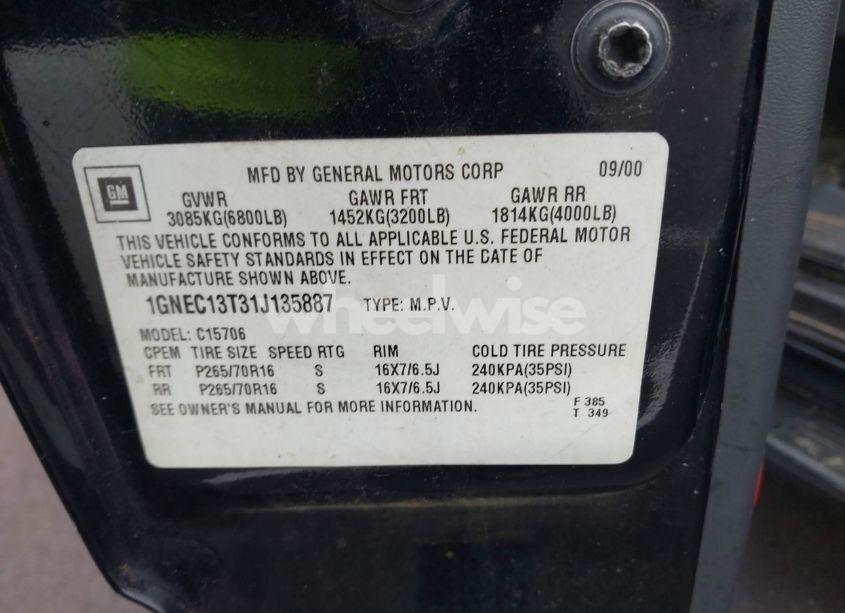 GM
MFD BY GENERAL MOTORS CORP 09/00
GVWR GAWR FRT GAWR RR
3085KG(6800LB) 1452KG(3200LB) 1814KG(4000LB)
THIS VEHICLE CONFORMS TO ALL APPLICABLE U.S. FEDERAL MOTOR
VEHICLE SAFETY STANDARDS IN EFFECT ON THE DATE OF
MANUFACTURE SHOWN ABOVE.
1GNEC13T31J135887 TYPE: M.P.V.
wheelwise
MODEL: C15706
CPEM TIRE SIZE SPEED RTG RIM COLD TIRE PRESSURE
FRT P265/70R16 S 16X7/6.5J 240KPA(35PSI)
RR P265/70R16 S 16X7/6.5J 240KPA(35PSI)
SEE OWNER'S MANUAL FOR MORE INFORMATION.
F 385
T 349